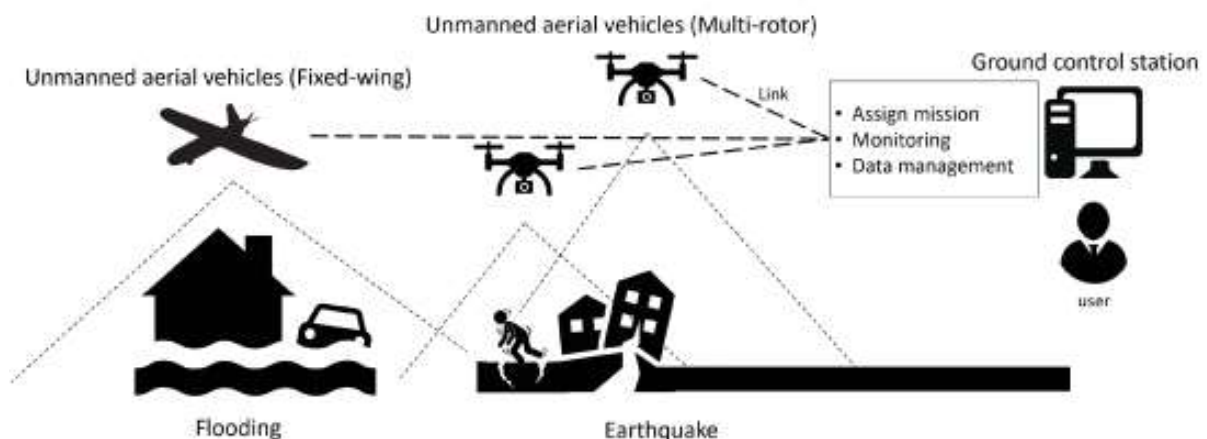 Unmanned aerial vehicles (Multi-rotor)
Unmanned aerial vehicles (Fixed-wing)
Ground control station
Link
• Assign mission
• Monitoring
• Data management
user
Flooding
Earthquake